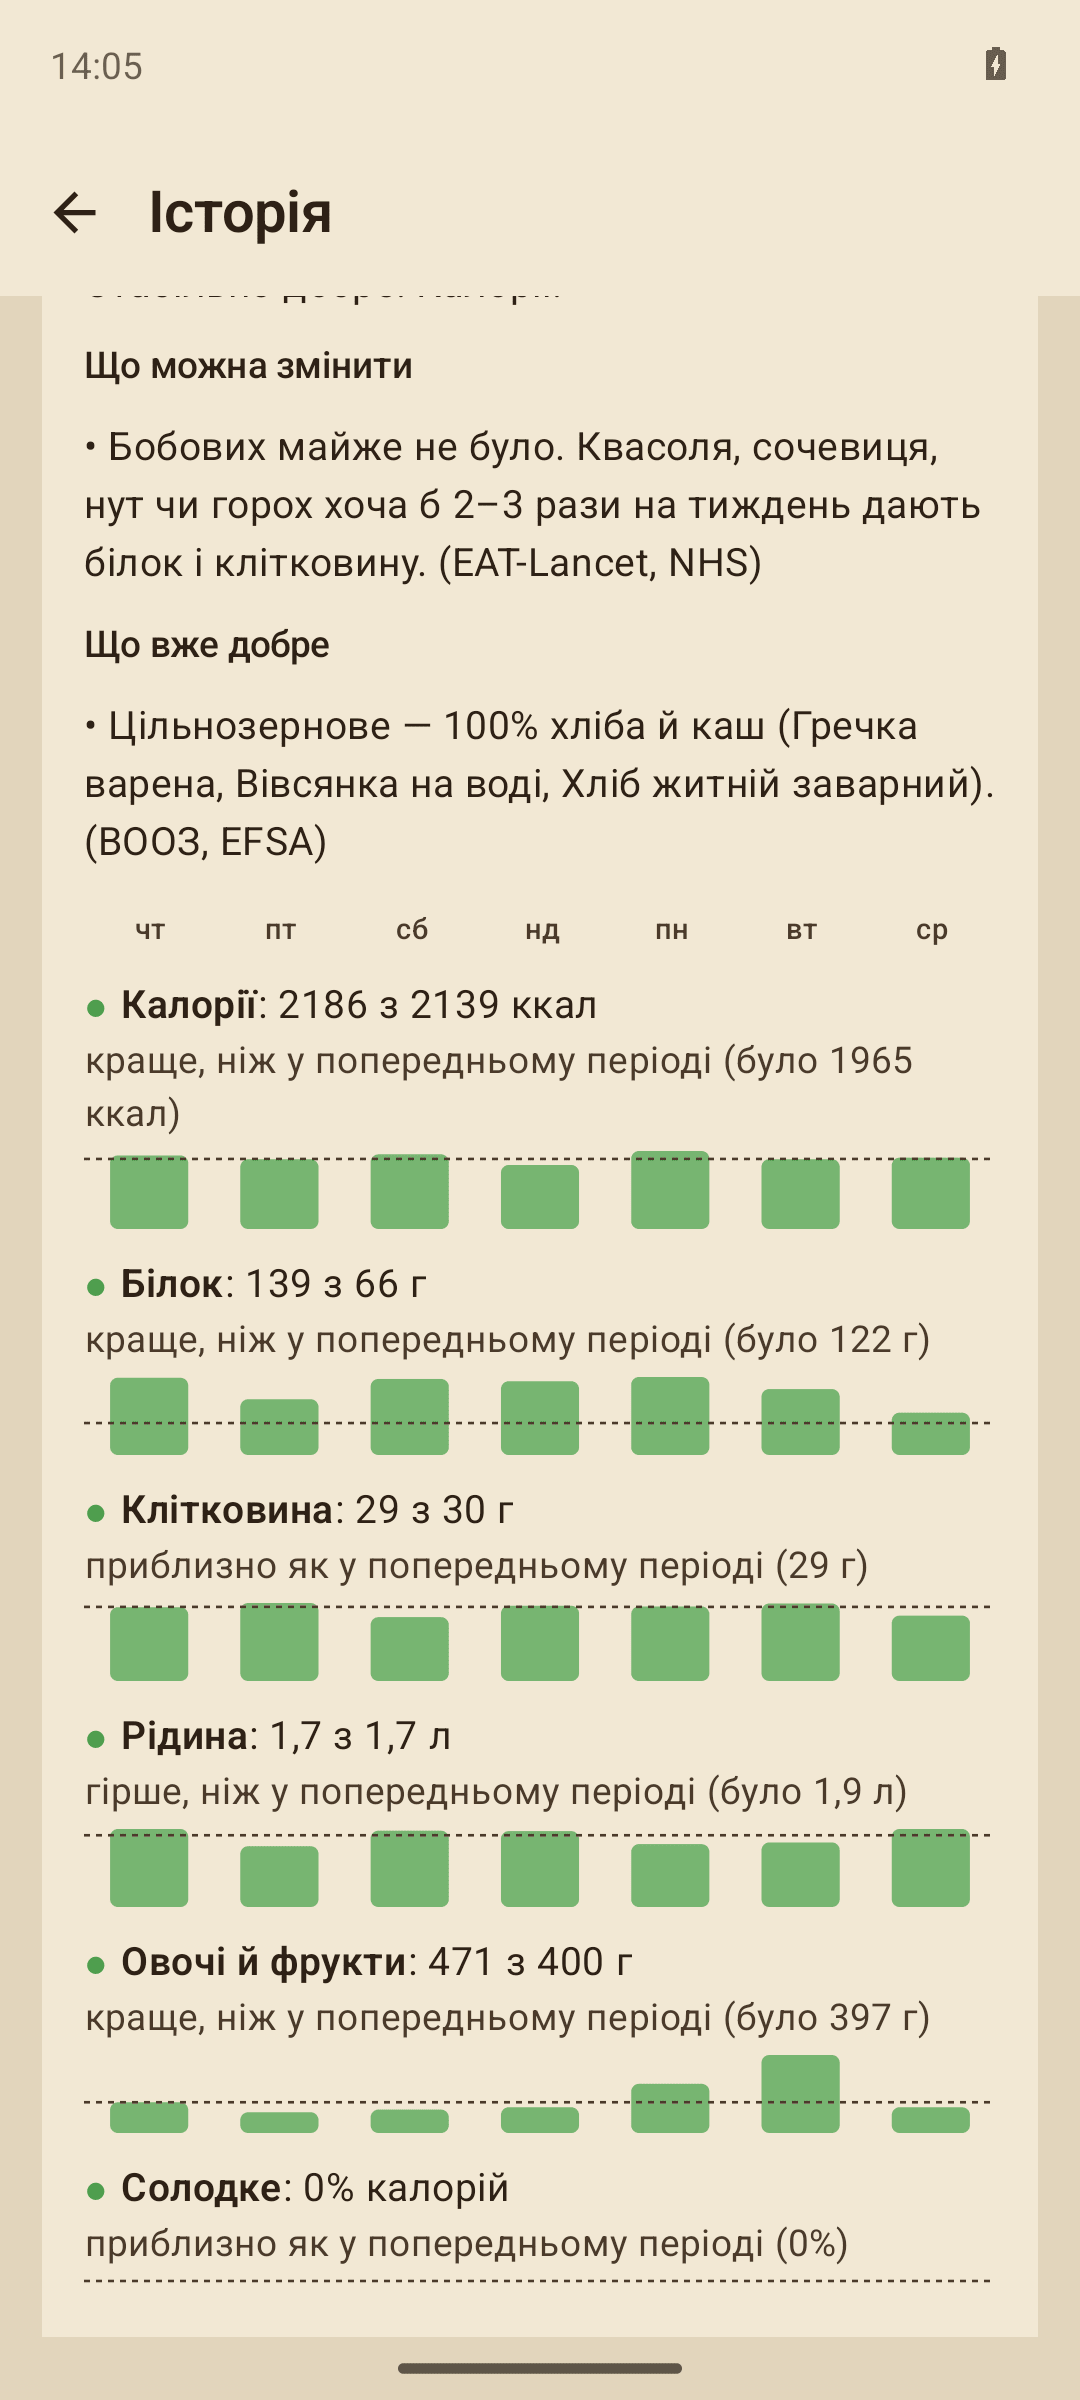 14:05
Історія
Що можна змінити
• Бобових майже не було. Квасоля, сочевиця,
нут чи горох хоча б 2–3 рази на тиждень дають
білок і клітковину. (EAT-Lancet, NHS)
Що вже добре
• Цільнозернове — 100% хліба й каш (Гречка
варена, Вівсянка на воді, Хліб житній заварний).
(ВООЗ, EFSA)
чт пт сб нд пн вт ср
Калорії: 2186 з 2139 ккал
краще, ніж у попередньому періоді (було 1965
ккал)
Білок: 139 з 66 г
краще, ніж у попередньому періоді (було 122 г)
Клітковина: 29 з 30 г
приблизно як у попередньому періоді (29 г)
Рідина: 1,7 з 1,7 л
гірше, ніж у попередньому періоді (було 1,9 л)
Овочі й фрукти: 471 з 400 г
краще, ніж у попередньому періоді (було 397 г)
Солодке: 0% калорій
приблизно як у попередньому періоді (0%)